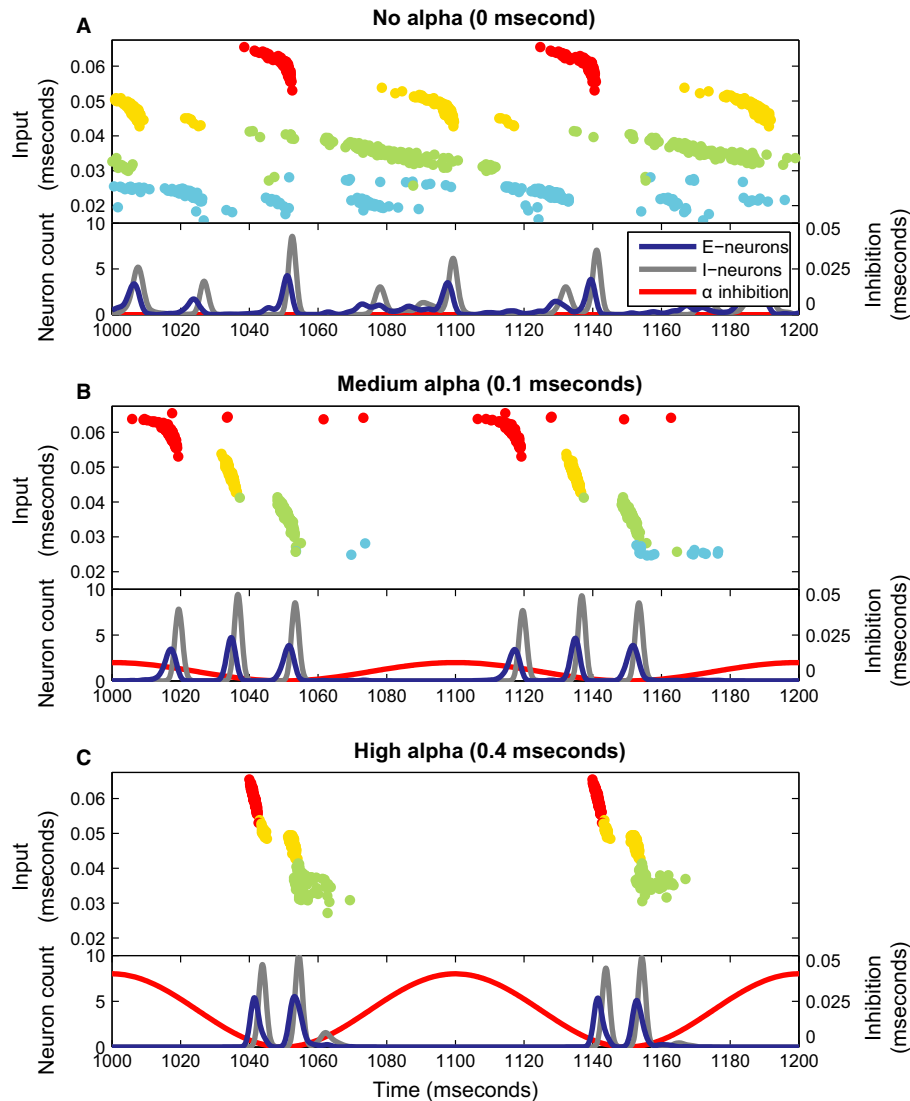 A
No alpha (0 msecond)
Input
(mseconds)
0.06
0.05
0.04
0.03
0.02
Neuron count
10
5
0
E−neurons
I−neurons
α inhibition
0.05
0.025
0
Inhibition
(mseconds)
1000 1020 1040 1060 1080 1100 1120 1140 1160 1180 1200
B
Medium alpha (0.1 mseconds)
Input
(mseconds)
0.06
0.05
0.04
0.03
0.02
Neuron count
10
5
0
0.05
0.025
0
Inhibition
(mseconds)
1000 1020 1040 1060 1080 1100 1120 1140 1160 1180 1200
C
High alpha (0.4 mseconds)
Input
(mseconds)
0.06
0.05
0.04
0.03
0.02
Neuron count
10
5
0
0.05
0.025
0
Inhibition
(mseconds)
1000 1020 1040 1060 1080 1100 1120 1140 1160 1180 1200
Time (mseconds)